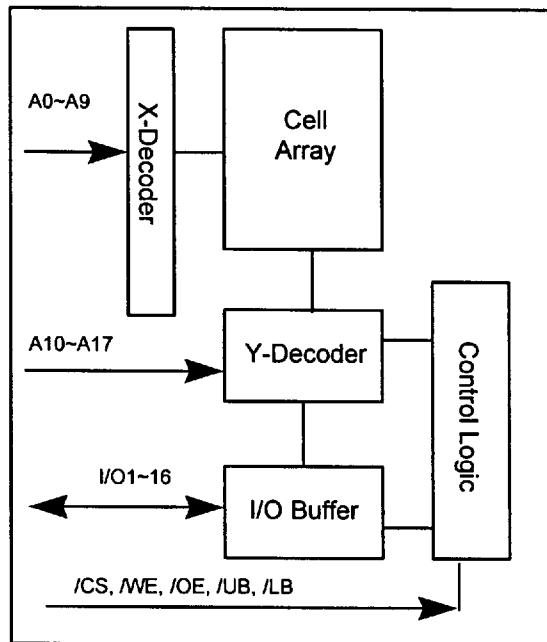 A0~A9
X-Decoder
Cell
Array
A10~A17
Y-Decoder
Control Logic
I/O1~16
I/O Buffer
/CS, /WE, /OE, /UB, /LB